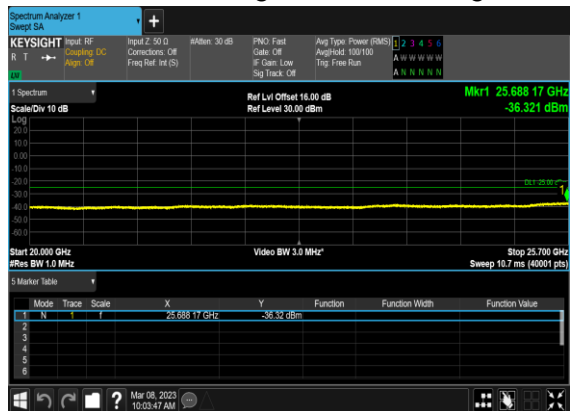 Spectrum Analyzer 1
Swept SA
KEYSIGHT
R T
LW
Input: RF
Coupling: DC
Align: Off
Input Z: 50 Ω
Corrections: Off
Freq Ref: Int (S)
#Atten: 30 dB
PNO: Fast
Gate: Off
IF Gain: Low
Sig Track: Off
Avg Type: Power (RMS)
Avg|Hold: 100/100
Trig: Free Run
1 2 3 4 5 6
A W W W W W
A N N N N N
1 Spectrum
Scale/Div 10 dB
Ref Lvl Offset 16.00 dB
Ref Level 30.00 dBm
Mkr1 25.688 17 GHz
-36.321 dBm
Log
20.0
10.0
0.00
-10.0
-20.0
DL1 -25.00
1
-30.0
-40.0
-50.0
-60.0
Start 20.000 GHz
#Res BW 1.0 MHz
Video BW 3.0 MHz*
Stop 25.700 GHz
Sweep 10.7 ms (40001 pts)
5 Marker Table
Mode Trace Scale X Y Function Function Width Function Value
1 N 1 f 25.688 17 GHz -36.32 dBm
2
3
4
5
6
?
Mar 08, 2023
10:03:47 AM